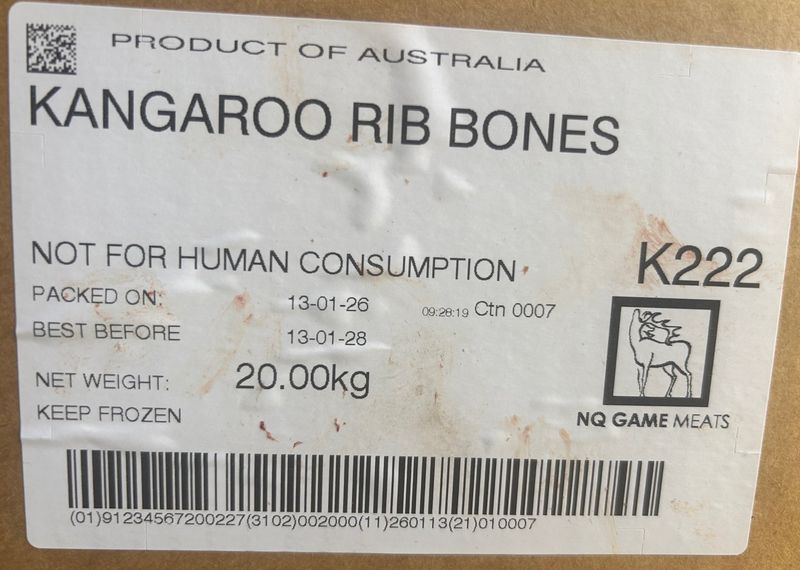 PRODUCT OF AUSTRALIA
KANGAROO RIB BONES
NOT FOR HUMAN CONSUMPTION
K222
PACKED ON: 13-01-26 09:28:19 Ctn 0007
BEST BEFORE 13-01-28
NET WEIGHT: 20.00kg
KEEP FROZEN
NQ GAME MEATS
(01)91234567200227(3102)002000(11)260113(21)010007